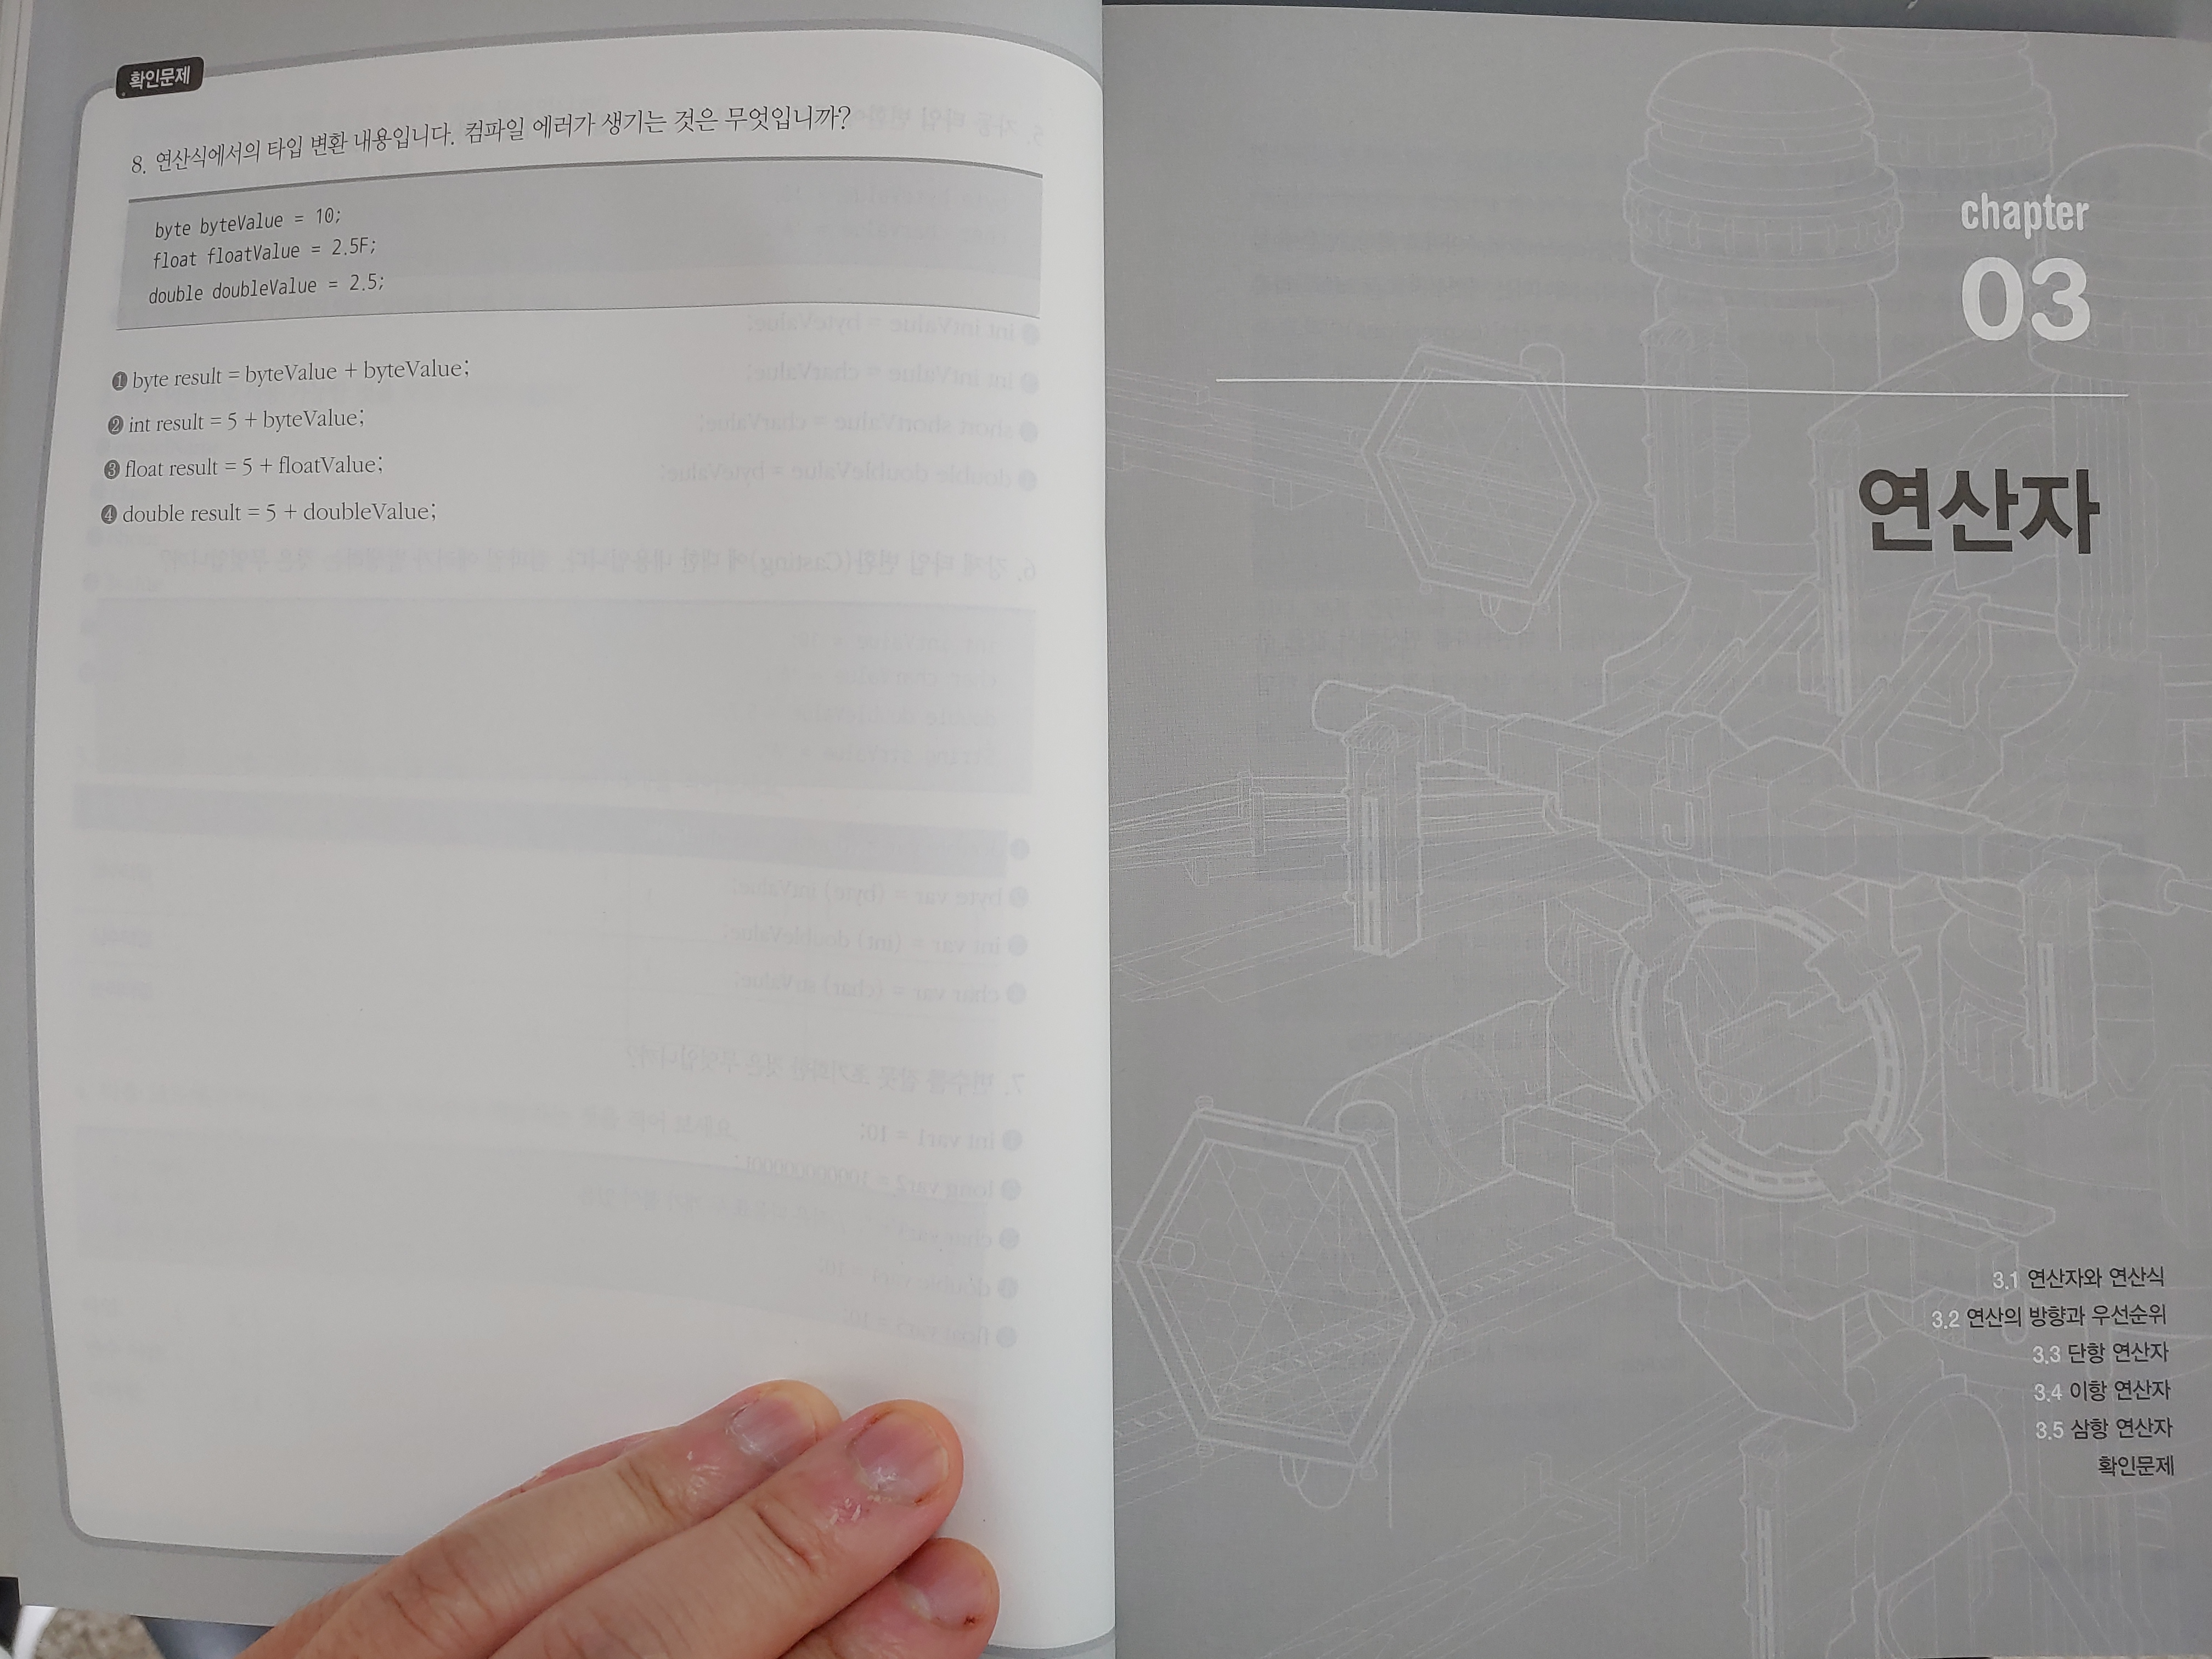 확인문제
8. 연산식에서의 타입 변환 내용입니다. 컴파일 에러가 생기는 것은 무엇입니까?
byte byteValue = 10;
float floatValue = 2.5F;
double doubleValue = 2.5;
❶ byte result = byteValue + byteValue;
❷ int result = 5 + byteValue;
❸ float result = 5 + floatValue;
❹ double result = 5 + doubleValue;
chapter
03
연산자
3.1 연산자와 연산식
3.2 연산의 방향과 우선순위
3.3 단항 연산자
3.4 이항 연산자
3.5 삼항 연산자
확인문제